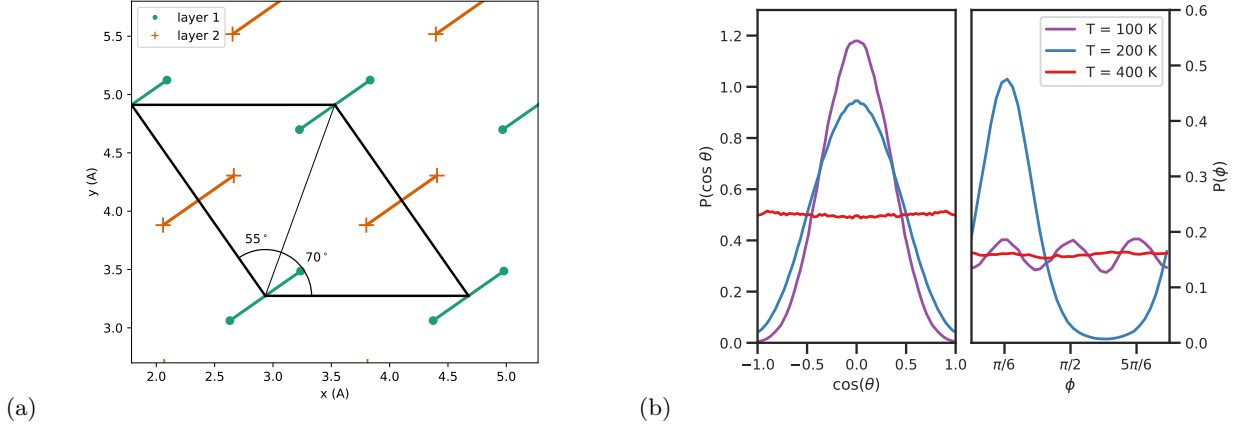 layer 1
layer 2
y (A)
5.5
5.0
4.5
4.0
3.5
3.0
55°
70°
2.0 2.5 3.0 3.5 4.0 4.5 5.0
x (A)
(a)
P(cos θ)
1.2
1.0
0.8
0.6
0.4
0.2
0.0
−1.0 −0.5 0.0 0.5 1.0
cos(θ)
T = 100 K
T = 200 K
T = 400 K
0.6
0.5
0.4
0.3
0.2
0.1
0.0
P(ϕ)
π/6 π/2 5π/6
ϕ
(b)